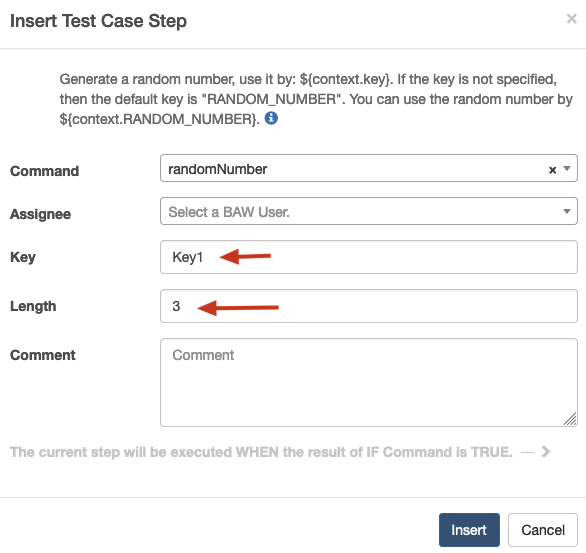 Insert Test Case Step
×
Generate a random number, use it by: ${context.key}. If the key is not specified,
then the default key is "RANDOM_NUMBER". You can use the random number by
${context.RANDOM_NUMBER}.
Command
randomNumber
×
Assignee
Select a BAW User.
Key
Key1
Length
3
Comment
Comment
The current step will be executed WHEN the result of IF Command is TRUE. —
Insert
Cancel